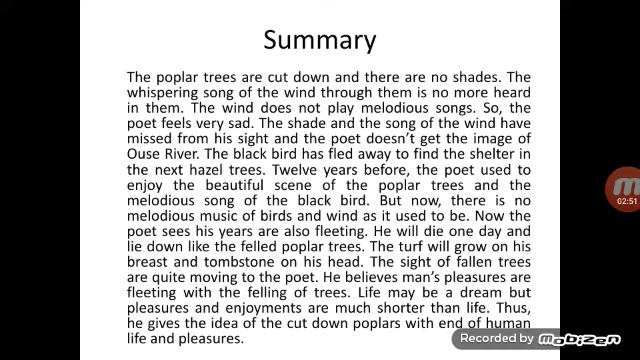 Summary
The poplar trees are cut down and there are no shades. The
whispering song of the wind through them is no more heard
in them. The wind does not play melodious songs. So, the
poet feels very sad. The shade and the song of the wind have
missed from his sight and the poet doesn't get the image of
Ouse River. The black bird has fled away to find the shelter in
the next hazel trees. Twelve years before, the poet used to
enjoy the beautiful scene of the poplar trees and the
melodious song of the black bird. But now, there is no
melodious music of birds and wind as it used to be. Now the
poet sees his years are also fleeting. He will die one day and
lie down like the felled poplar trees. The turf will grow on his
breast and tombstone on his head. The sight of fallen trees
are quite moving to the poet. He believes man's pleasures are
fleeting with the felling of trees. Life may be a dream but
pleasures and enjoyments are much shorter than life. Thus,
he gives the idea of the cut down poplars with end of human
life and pleasures.
M
02:51
Recorded by
MOBIZEN